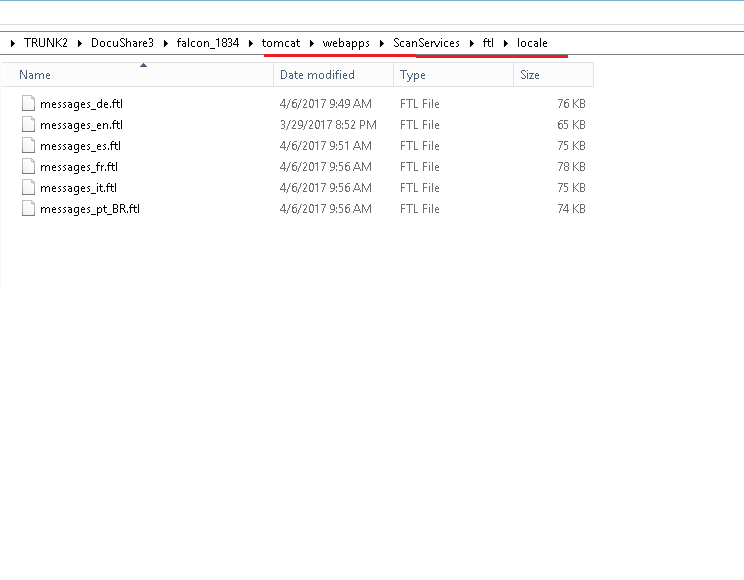 TRUNK2 DocuShare3 falcon_1834 tomcat webapps ScanServices ftl locale
Name Date modified Type Size
messages_de.ftl 4/6/2017 9:49 AM FTL File 76 KB
messages_en.ftl 3/29/2017 8:52 PM FTL File 65 KB
messages_es.ftl 4/6/2017 9:51 AM FTL File 75 KB
messages_fr.ftl 4/6/2017 9:56 AM FTL File 78 KB
messages_it.ftl 4/6/2017 9:56 AM FTL File 75 KB
messages_pt_BR.ftl 4/6/2017 9:56 AM FTL File 74 KB